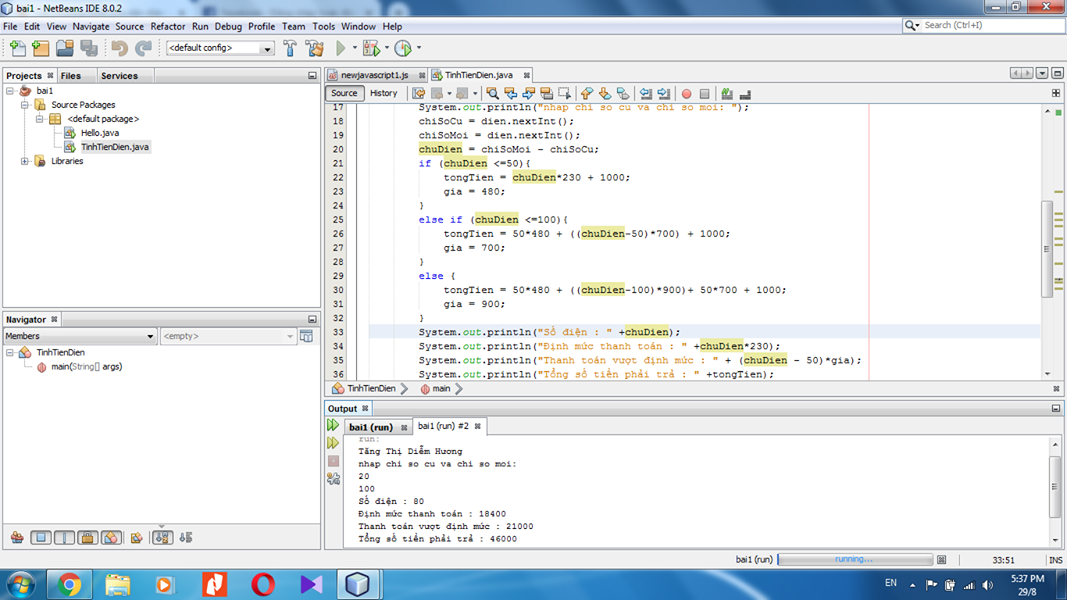 bai1 - NetBeans IDE 8.0.2
File Edit View Navigate Source Refactor Run Debug Profile Team Tools Window Help
Search (Ctrl+I)
<default config>
Projects Files Services
newjavascript1.js TinhTienDien.java
bai1
Source Packages
<default package>
Hello.java
TinhTienDien.java
Libraries
Source History
17 System.out.println("nhap chi so cu va chi so moi: ");
18 chiSoCu = dien.nextInt();
19 chiSoMoi = dien.nextInt();
20 chuDien = chiSoMoi - chiSoCu;
21 if (chuDien <=50){
22 tongTien = chuDien*230 + 1000;
23 gia = 480;
24 }
25 else if (chuDien <=100){
26 tongTien = 50*480 + ((chuDien-50)*700) + 1000;
27 gia = 700;
28 }
29 else {
30 tongTien = 50*480 + ((chuDien-100)*900)+ 50*700 + 1000;
31 gia = 900;
32 }
33 System.out.println("Số điện : " +chuDien);
34 System.out.println("Định mức thanh toán : " +chuDien*230);
35 System.out.println("Thanh toán vượt định mức : " + (chuDien - 50)*gia);
36 System.out.println("Tổng số tiền phải trả : " +tongTien);
TinhTienDien main
Navigator
Members <empty>
TinhTienDien
main(String[] args)
Output
bai1 (run) bai1 (run) #2
run:
Tăng Thị Diễm Hương
nhap chi so cu va chi so moi:
20
100
Số điện : 80
Định mức thanh toán : 18400
Thanh toán vượt định mức : 21000
Tổng số tiền phải trả : 46000
bai1 (run) running... 33:51 INS
EN 5:37 PM
29/8